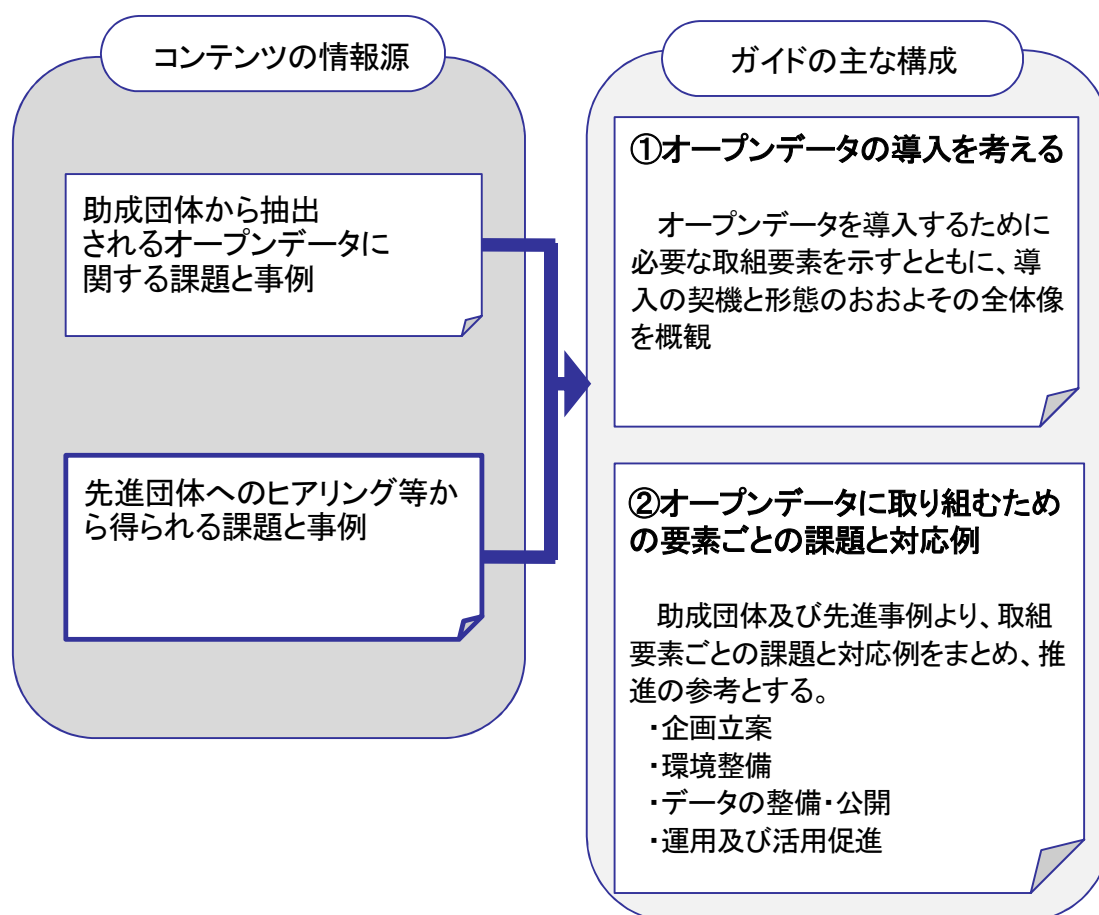 コンテンツの情報源
助成団体から抽出
されるオープンデータに
関する課題と事例
先進団体へのヒアリング等か
ら得られる課題と事例
ガイドの主な構成
①オープンデータの導入を考える
オープンデータを導入するために
必要な取組要素を示すとともに、導
入の契機と形態のおおよその全体像
を概観
②オープンデータに取り組むため
の要素ごとの課題と対応例
助成団体及び先進事例より、取組
要素ごとの課題と対応例をまとめ、推
進の参考とする。
・企画立案
・環境整備
・データの整備・公開
・運用及び活用促進